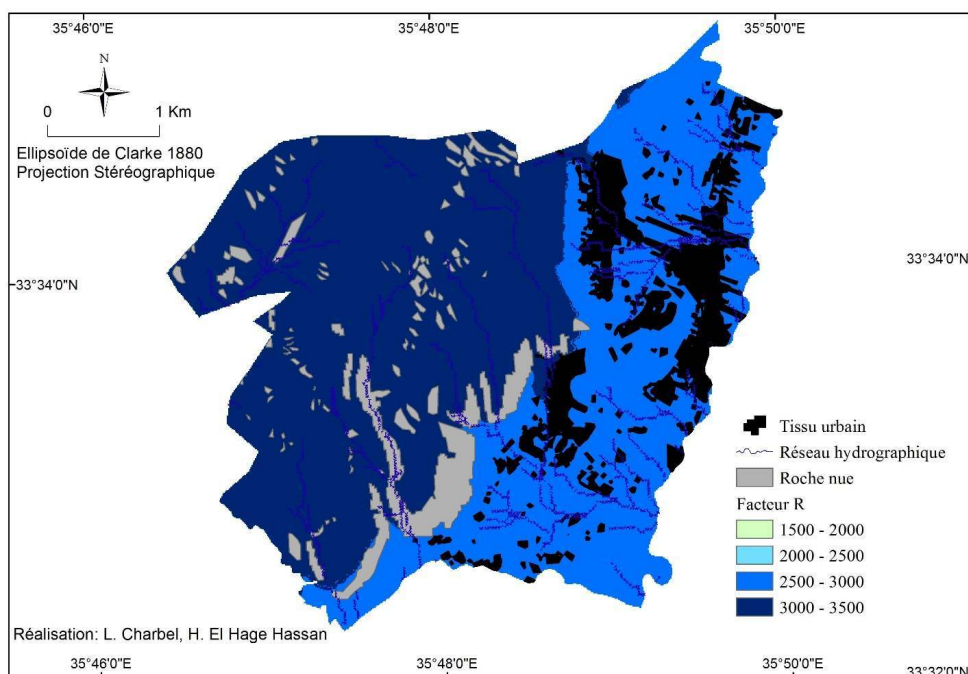 35°46'0"E
35°48'0"E
35°50'0"E
N
0 1 Km
Ellipsoïde de Clarke 1880
Projection Stéréographique
33°34'0"N
33°34'0"N
Tissu urbain
Réseau hydrographique
Roche nue
Facteur R
1500 - 2000
2000 - 2500
2500 - 3000
3000 - 3500
Réalisation: L. Charbel, H. El Hage Hassan
35°46'0"E
35°48'0"E
35°50'0"E
33°32'0"N